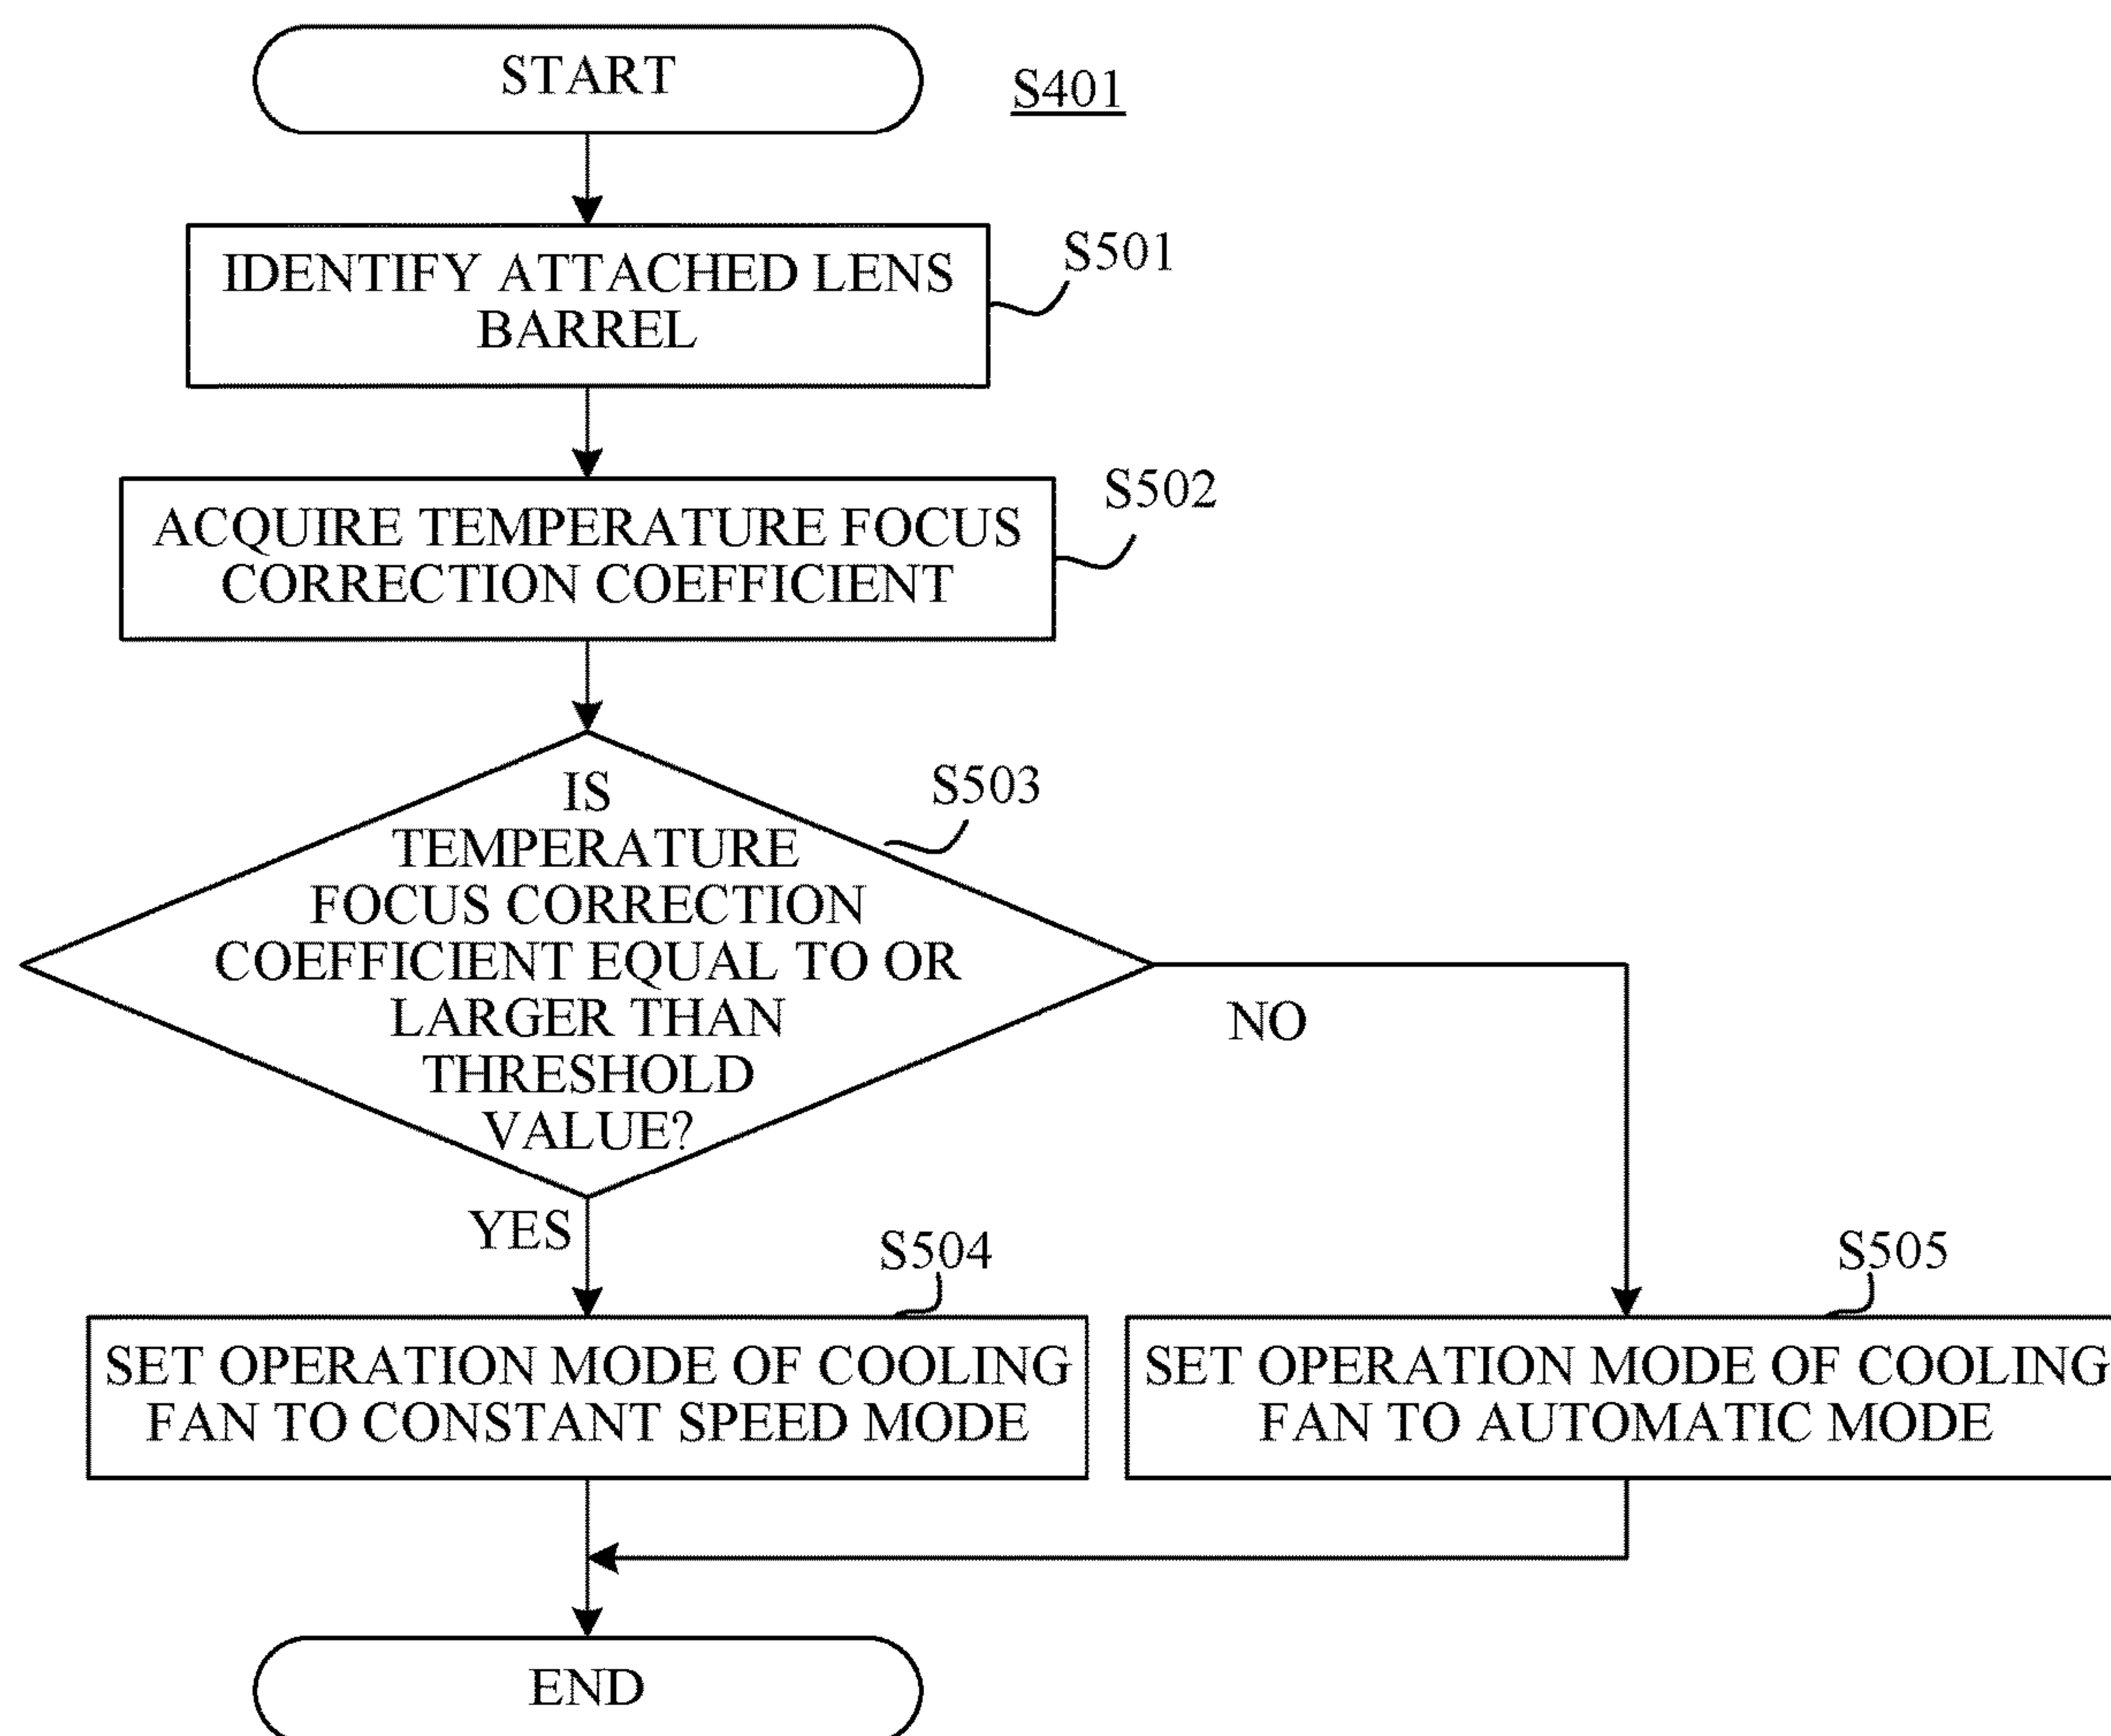 START
S401
IDENTIFY ATTACHED LENS
BARREL
S501
ACQUIRE TEMPERATURE FOCUS
CORRECTION COEFFICIENT
S502
IS
TEMPERATURE
FOCUS CORRECTION
COEFFICIENT EQUAL TO OR
LARGER THAN
THRESHOLD
VALUE?
S503
NO
YES
S504
SET OPERATION MODE OF COOLING
FAN TO CONSTANT SPEED MODE
S505
SET OPERATION MODE OF COOLING
FAN TO AUTOMATIC MODE
END